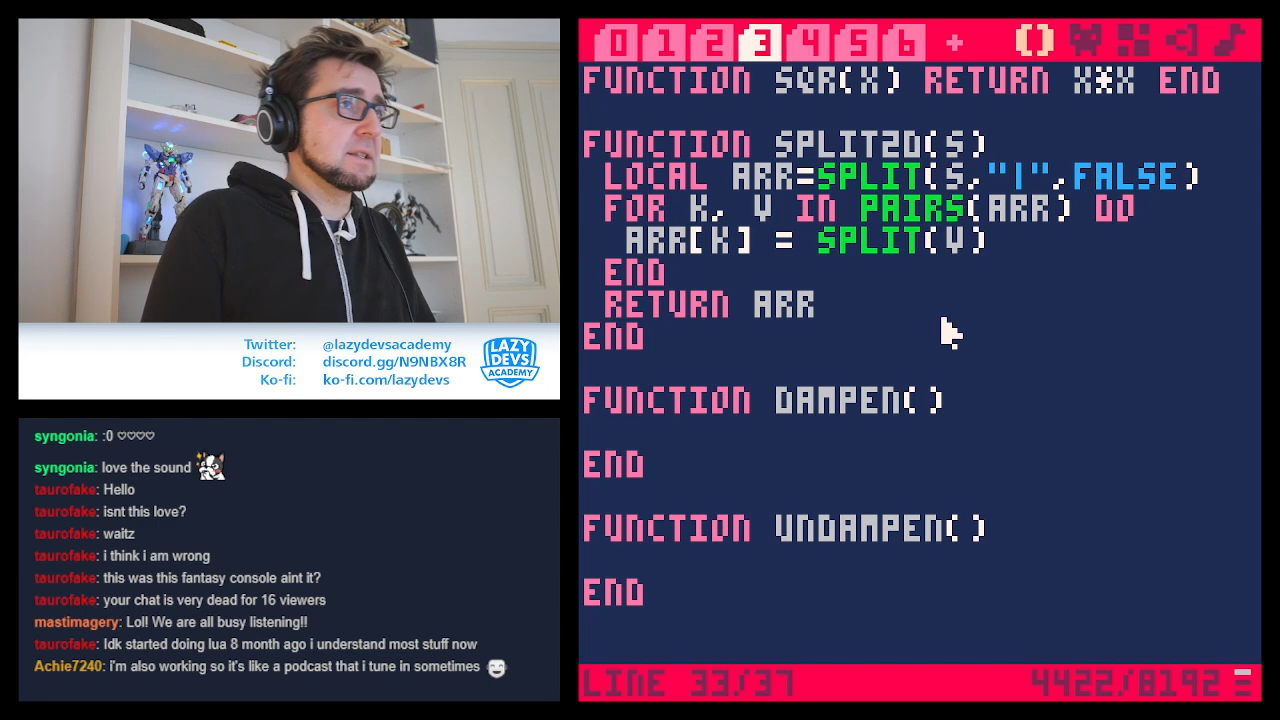 Twitter: @lazydevsacademy
Discord: discord.gg/N9NBX8R
Ko-fi: ko-fi.com/lazydevs
LAZY
DEVS
ACADEMY
syngonia: :0 ♡♡♡♡
syngonia: love the sound
taurofake: Hello
taurofake: isnt this love?
taurofake: waitz
taurofake: i think i am wrong
taurofake: this was this fantasy console aint it?
taurofake: your chat is very dead for 16 viewers
mastimagery: Lol! We are all busy listening!!
taurofake: Idk started doing lua 8 month ago i understand most stuff now
Achie7240: i'm also working so it's like a podcast that i tune in sometimes
0 1 2 3 4 5 6 + ()
FUNCTION SQR(X) RETURN X*X END
FUNCTION SPLIT2D(S)
LOCAL ARR=SPLIT(S,"|",FALSE)
FOR K, V IN PAIRS(ARR) DO
ARR[K] = SPLIT(V)
END
RETURN ARR
END
FUNCTION DAMPEN()
END
FUNCTION UNDAMPEN()
END
LINE 33/37 4422/8192